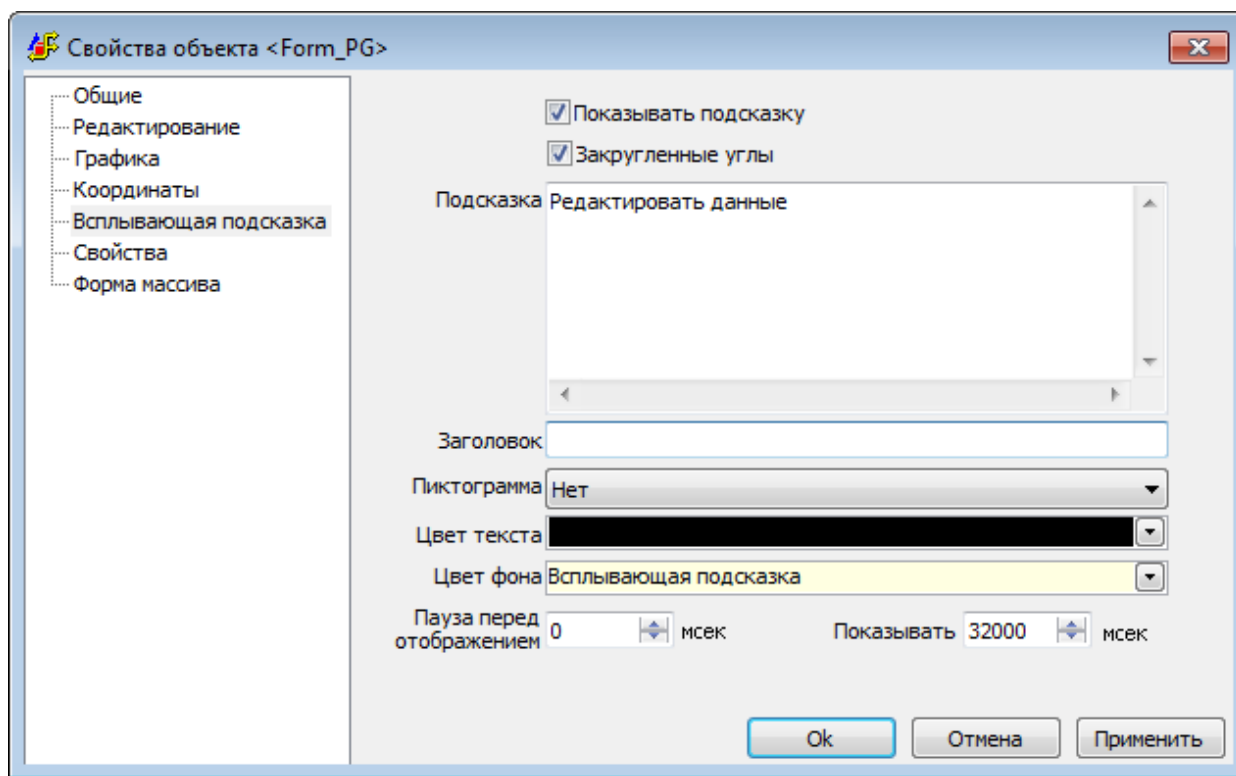 Свойства объекта <Form_PG>
Общие
Редактирование
Графика
Координаты
Всплывающая подсказка
Свойства
Форма массива
Показывать подсказку
Закругленные углы
Подсказка Редактировать данные
Заголовок
Пиктограмма Нет
Цвет текста
Цвет фона Всплывающая подсказка
Пауза перед
отображением 0 мсек Показывать 32000 мсек
Ok Отмена Применить